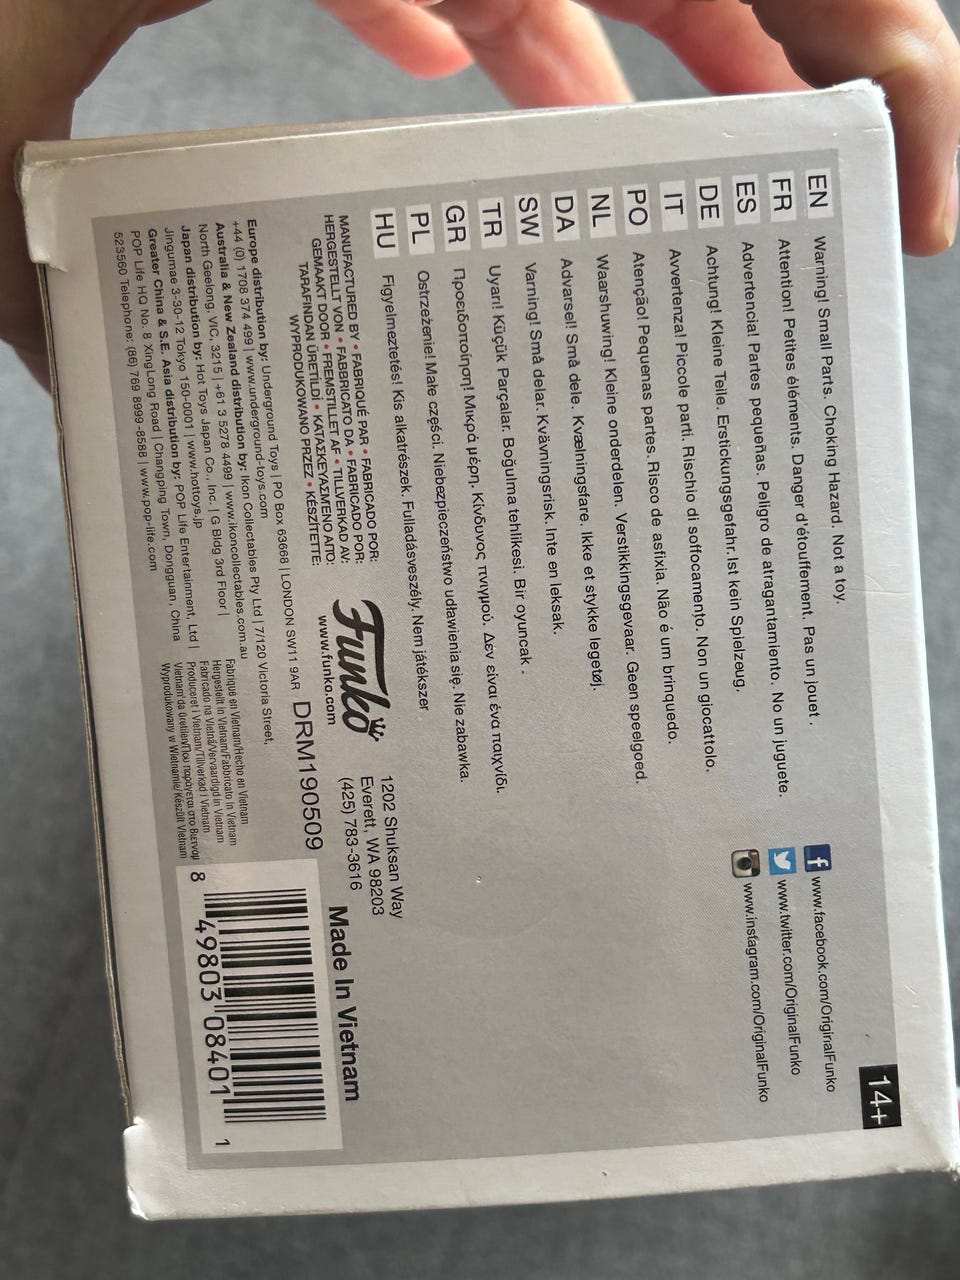 14+
EN Warning! Small Parts. Choking Hazard. Not a toy.
FR Attention! Petites éléments. Danger d'étouffement. Pas un jouet.
ES Advertencia! Partes pequeñas. Peligro de atragantamiento. No un juguete.
DE Achtung! Kleine Teile. Erstickungsgefahr. Ist kein Spielzeug.
IT Avvertenza! Piccole parti. Rischio di soffocamento. Non un giocattolo.
PO Atenção! Pequenas partes. Risco de asfixia. Não é um brinquedo.
NL Waarshuwing! Kleine onderdelen. Verstikkingsgevaar. Geen speelgoed.
DA Advarsel! Små dele. Kvælningsfare. Ikke et stykke legetøj.
SW Varning! Små delar. Kvävningsrisk. Inte en leksak.
TR Uyarı! Küçük Parçalar. Boğulma tehlikesi. Bir oyuncak.
GR Προειδοποίηση! Μικρά μέρη. Κίνδυνος πνιγμού. Δεν είναι ένα παιχνίδι.
PL Ostrzeżenie! Małe części. Niebezpieczeństwo udławienia się. Nie zabawka.
HU Figyelmeztetés! Kis alkatrészek. Fulladásveszély. Nem játékszer
www.facebook.com/OriginalFunko
www.twitter.com/OriginalFunko
www.instagram.com/OriginalFunko
MANUFACTURED BY • FABRIQUÉ PAR • FABRICADO POR:
HERGESTELLT VON • FABBRICATO DA • FABRICADO POR:
GEMAAKT DOOR • FREMSTILLET AF • TILLVERKAD AV:
TARAFINDAN ÜRETİLDİ • ΚΑΤΑΣΚΕΥΑΣΜΕΝΟ ΑΠΟ:
WYPRODUKOWANO PRZEZ • KÉSZÍTETTE:
Funko
www.funko.com
1202 Shuksan Way
Everett, WA 98203
(425) 783-3616
Made In Vietnam
DRM190509
Europe distribution by: Underground Toys | PO Box 63668 | LONDON SW11 9AR
+44 (0) 1708 374 499 | www.underground-toys.com
Australia & New Zealand distribution by: Ikon Collectables Pty Ltd | 7/120 Victoria Street,
North Geelong, VIC, 3215 | +61 3 5278 4499 | www.ikoncollectables.com.au
Japan distribution by: Hot Toys Japan Co., Inc. | G Bldg 3rd Floor |
Jingumae 3-30-12 Tokyo 150-0001 | www.hottoys.jp
Greater China & S.E. Asia distribution by: POP Life Entertainment, Ltd |
POP Life HQ No. 8 XingLong Road | Changping Town, Dongguan, China
523560 Telephone: (86) 769 8999-8588 | www.pop-life.com
Fabriqué en Vietnam/Hecho en Vietnam
Hergestellt in Vietnam/Fabbricato in Vietnam
Fabricado na Vietnã/Vervaardigd in Vietnam
Produceret i Vietnam/Tillverkad i Vietnam
Vietnam'da üretilen/Που παράγεται στο Βιετνάμ
Wyprodukowany w Wietnamie/Készült Vietnam
8 49803 08401 1